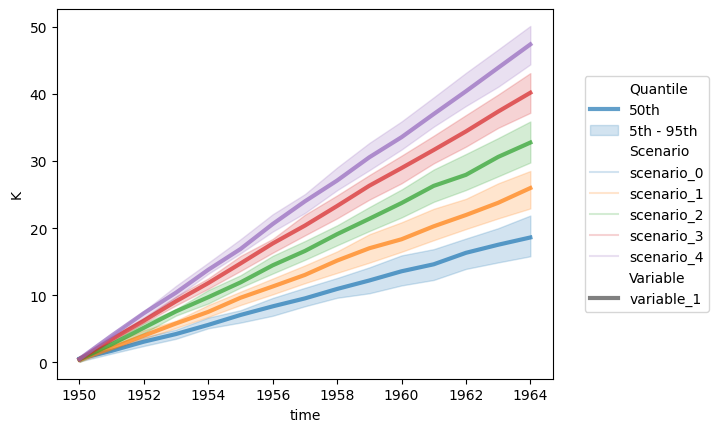 50
40
30
20
10
0
K
1950
1952
1954
1956
1958
1960
1962
1964
time
Quantile
50th
5th - 95th
Scenario
scenario_0
scenario_1
scenario_2
scenario_3
scenario_4
Variable
variable_1